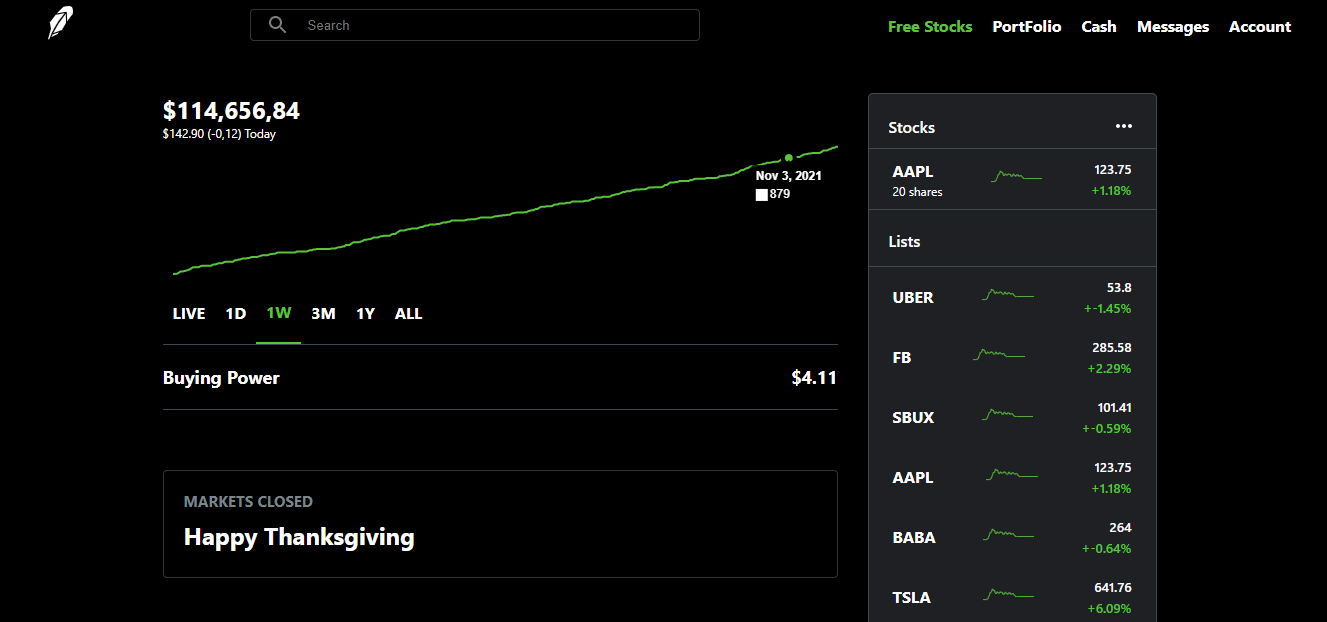 Search
Free Stocks PortFolio Cash Messages Account
$114,656,84
$142.90 (-0,12) Today
Nov 3, 2021
879
LIVE 1D 1W 3M 1Y ALL
Buying Power $4.11
MARKETS CLOSED
Happy Thanksgiving
Stocks
AAPL 123.75
20 shares +1.18%
Lists
UBER 53.8
+-1.45%
FB 285.58
+2.29%
SBUX 101.41
+-0.59%
AAPL 123.75
+1.18%
BABA 264
+-0.64%
TSLA 641.76
+6.09%